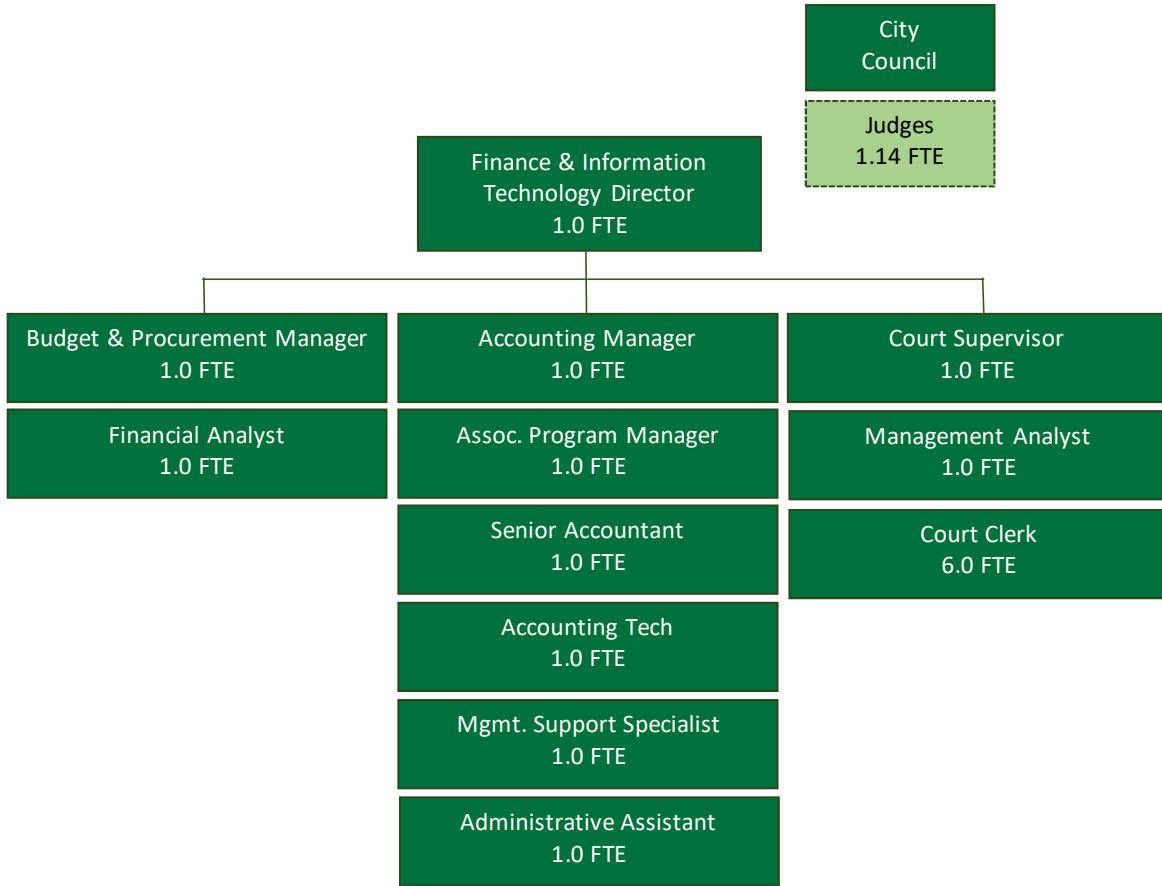 City
Council
Judges
1.14 FTE
Finance & Information
Technology Director
1.0 FTE
Budget & Procurement Manager
1.0 FTE
Financial Analyst
1.0 FTE
Accounting Manager
1.0 FTE
Assoc. Program Manager
1.0 FTE
Senior Accountant
1.0 FTE
Accounting Tech
1.0 FTE
Mgmt. Support Specialist
1.0 FTE
Administrative Assistant
1.0 FTE
Court Supervisor
1.0 FTE
Management Analyst
1.0 FTE
Court Clerk
6.0 FTE